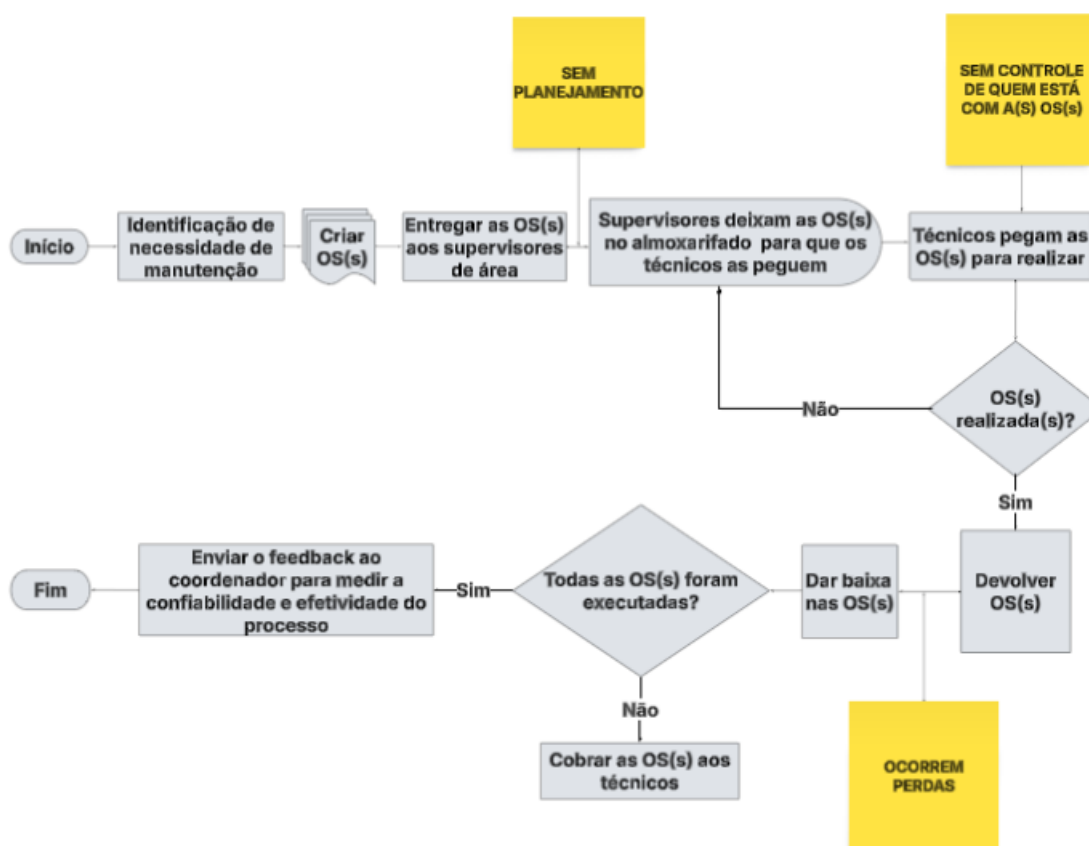 SEM
PLANEJAMENTO
SEM CONTROLE
DE QUEM ESTÁ
COM A(S) OS(s)
Início
Identificação de
necessidade de
manutenção
Criar
OS(s)
Entregar as OS(s)
aos supervisores
de área
Supervisores deixam as OS(s)
no almoxarifado para que os
técnicos as peguem
Técnicos pegam as
OS(s) para realizar
OS(s)
realizada(s)?
Não
Sim
Fim
Enviar o feedback ao
coordenador para medir a
confiabilidade e efetividade do
processo
Sim
Todas as OS(s) foram
executadas?
Dar baixa
nas OS(s)
Devolver
OS(s)
Não
Cobrar as OS(s) aos
técnicos
OCORREM
PERDAS